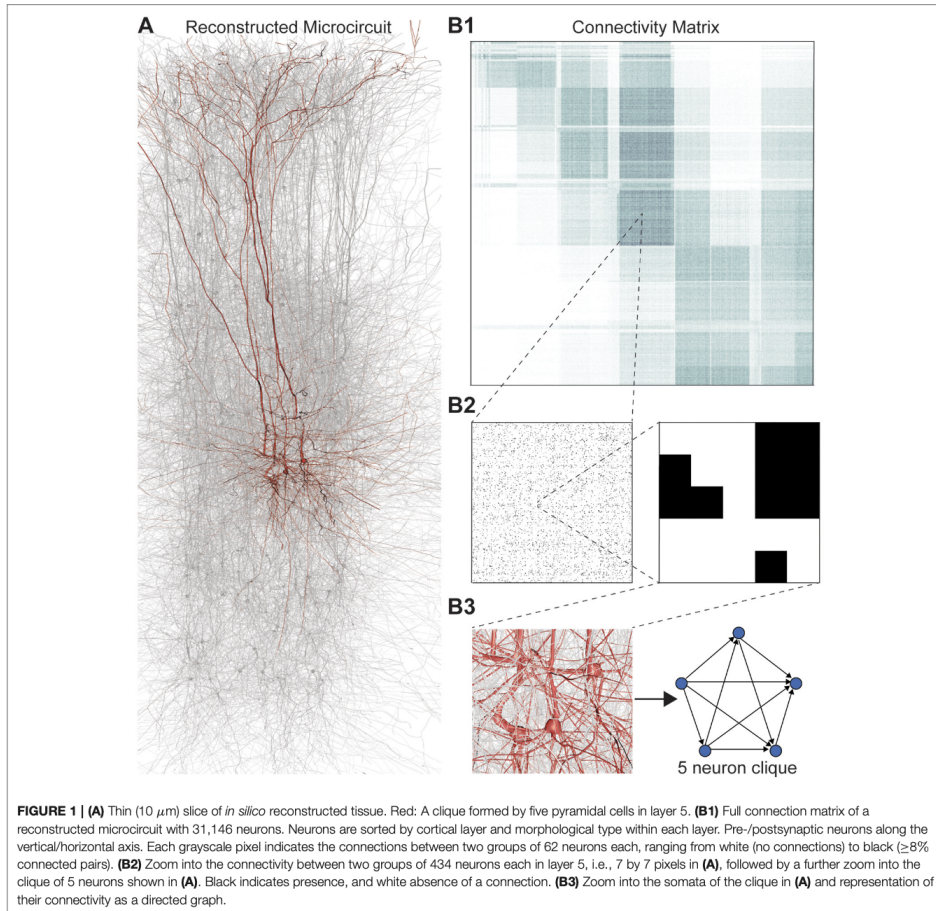 A Reconstructed Microcircuit
B1 Connectivity Matrix
B2
B3
5 neuron clique
FIGURE 1 | (A) Thin (10 μm) slice of in silico reconstructed tissue. Red: A clique formed by five pyramidal cells in layer 5. (B1) Full connection matrix of a
reconstructed microcircuit with 31,146 neurons. Neurons are sorted by cortical layer and morphological type within each layer. Pre-/postsynaptic neurons along the
vertical/horizontal axis. Each grayscale pixel indicates the connections between two groups of 62 neurons each, ranging from white (no connections) to black (≥8%
connected pairs). (B2) Zoom into the connectivity between two groups of 434 neurons each in layer 5, i.e., 7 by 7 pixels in (A), followed by a further zoom into the
clique of 5 neurons shown in (A). Black indicates presence, and white absence of a connection. (B3) Zoom into the somata of the clique in (A) and representation of
their connectivity as a directed graph.